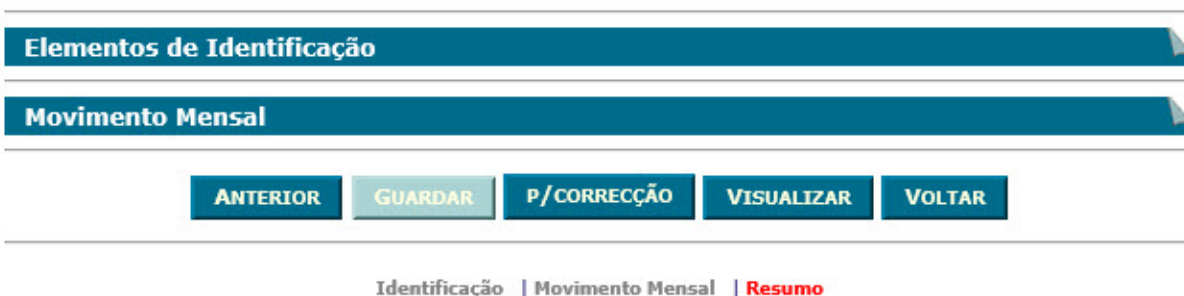 Elementos de Identificação
Movimento Mensal
ANTERIOR GUARDAR P/CORRECÇÃO VISUALIZAR VOLTAR
Identificação | Movimento Mensal | Resumo